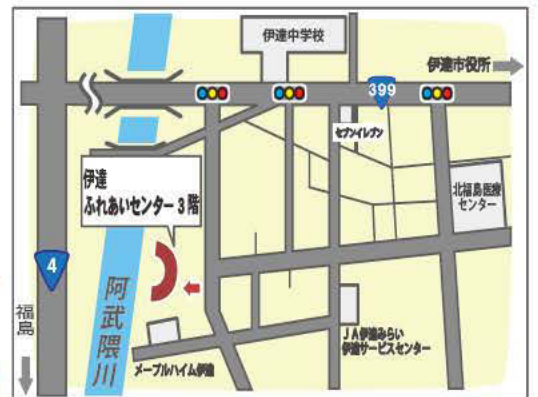 伊達中学校
伊達市役所
399
セブンイレブン
伊達
ふれあいセンター3階
北福島医療
センター
4
阿武隈川
福島
JA伊達みらい
伊達サービスセンター
メープルハイム伊達